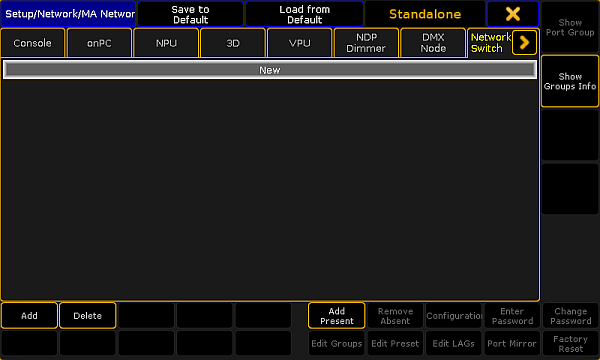 Setup/Network/MA Networ
Save to
Default
Load from
Default
Standalone
Show
Port Group
Console
onPC
NPU
3D
VPU
NDP
Dimmer
DMX
Node
Network
Switch
New
Show
Groups Info
Add
Delete
Add
Present
Remove
Absent
Configuration
Enter
Password
Change
Password
Edit Groups
Edit Preset
Edit LAGs
Port Mirror
Factory
Reset